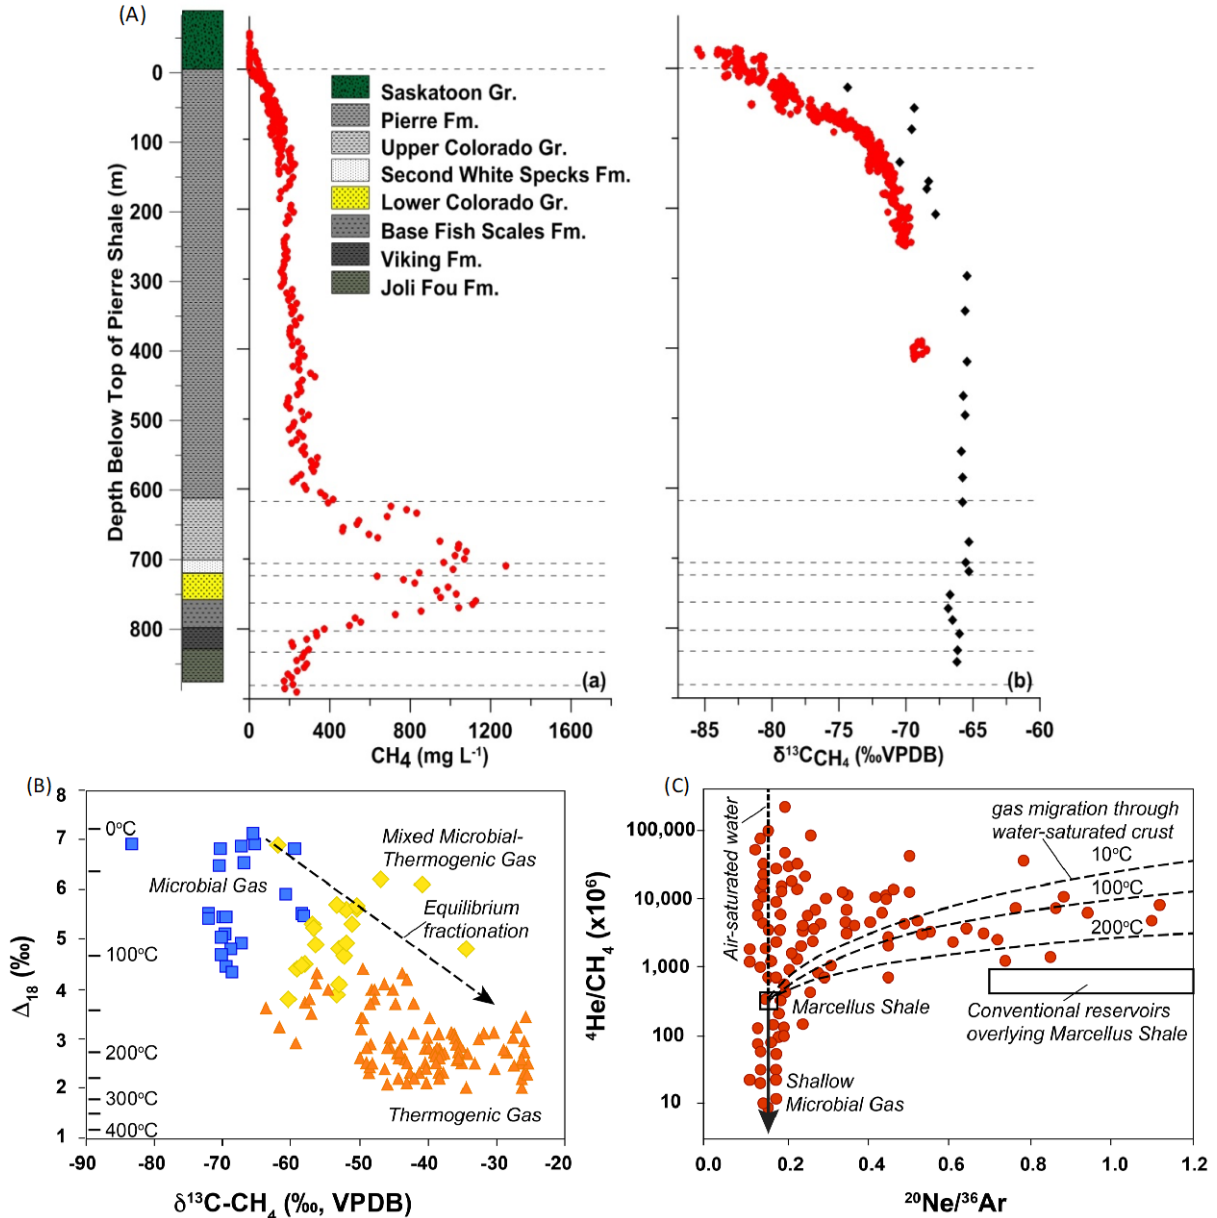 (A)
0
100
200
300
400
500
600
700
800
Depth Below Top of Pierre Shale (m)
Saskatoon Gr.
Pierre Fm.
Upper Colorado Gr.
Second White Specks Fm.
Lower Colorado Gr.
Base Fish Scales Fm.
Viking Fm.
Joli Fou Fm.
(a)
0 400 800 1200 1600
CH₄ (mg L⁻¹)
(b)
-85 -80 -75 -70 -65 -60
δ¹³C_CH₄ (‰VPDB)
(B)
8
7
6
5
4
3
2
1
Δ₁₈ (‰)
0°C
100°C
200°C
300°C
400°C
Microbial Gas
Mixed Microbial-
Thermogenic Gas
Equilibrium
fractionation
Thermogenic Gas
-90 -80 -70 -60 -50 -40 -30 -20
δ¹³C-CH₄ (‰, VPDB)
(C)
100,000
10,000
1,000
100
10
⁴He/CH₄ (x10⁶)
Air-saturated water
gas migration through
water-saturated crust
10°C
100°C
200°C
Marcellus Shale
Conventional reservoirs
overlying Marcellus Shale
Shallow
Microbial Gas
0.0 0.2 0.4 0.6 0.8 1.0 1.2
²⁰Ne/³⁶Ar